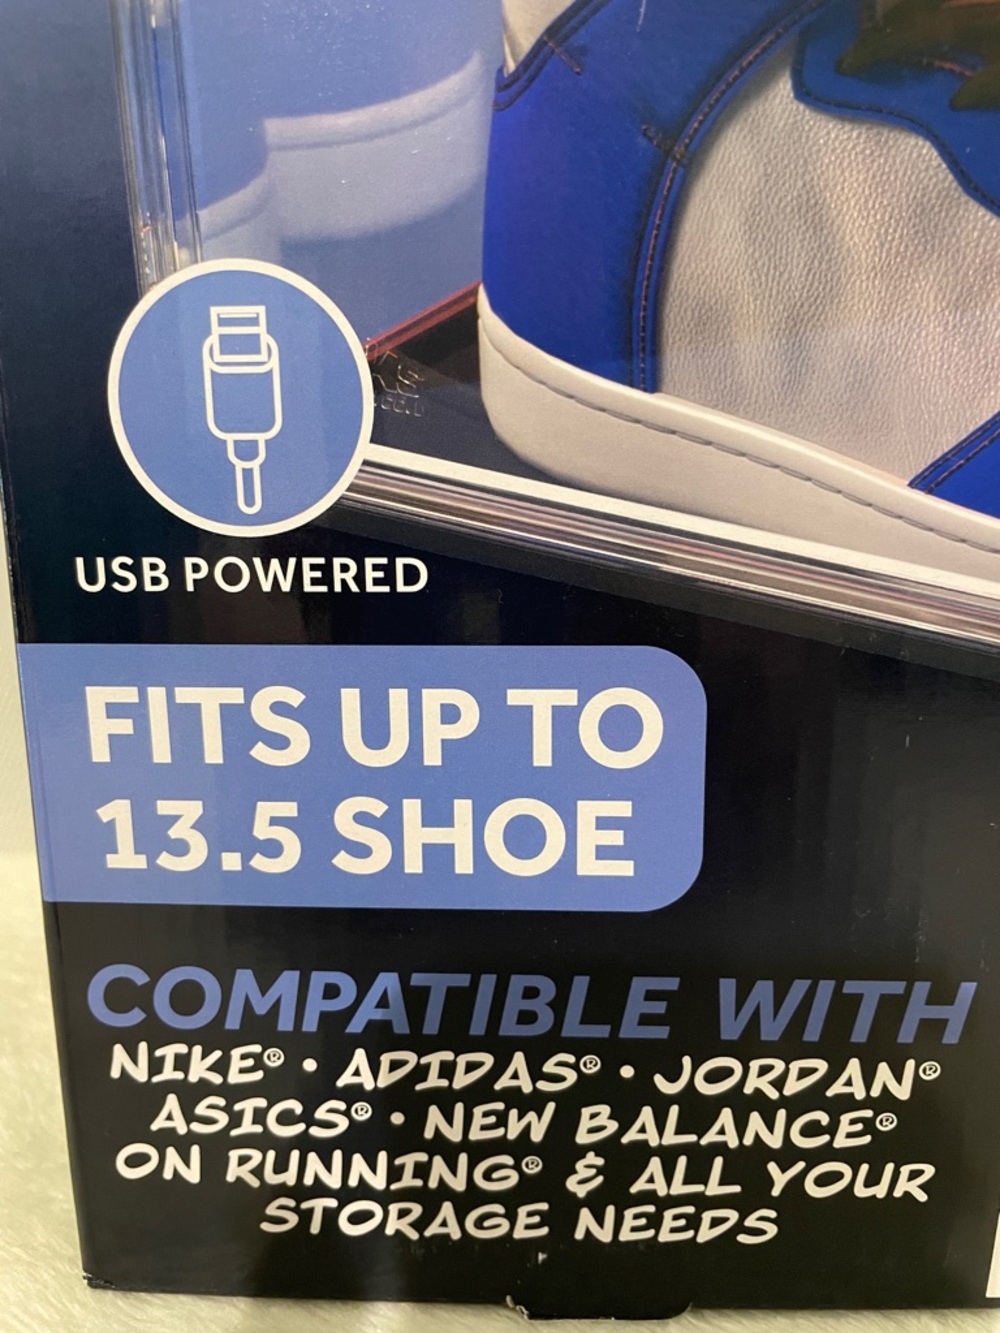 USB POWERED
FITS UP TO
13.5 SHOE
COMPATIBLE WITH
NIKE® • ADIDAS® • JORDAN®
ASICS® • NEW BALANCE®
ON RUNNING® & ALL YOUR
STORAGE NEEDS